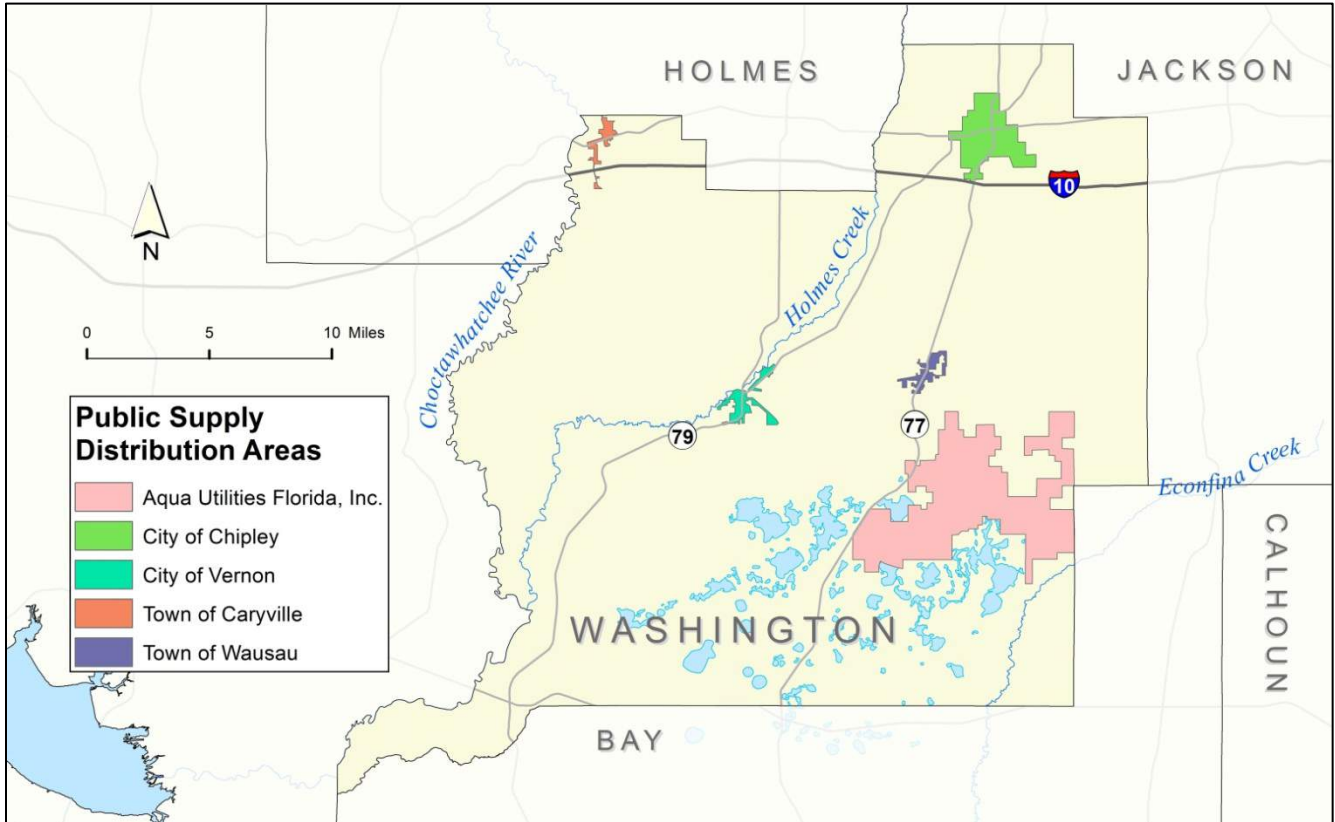 HOLMES
JACKSON
10
N
Choctawhatchee River
Holmes Creek
0 5 10 Miles
79
77
Public Supply
Distribution Areas
Aqua Utilities Florida, Inc.
City of Chipley
City of Vernon
Town of Caryville
Town of Wausau
Econfina Creek
CALHOUN
WASHINGTON
BAY